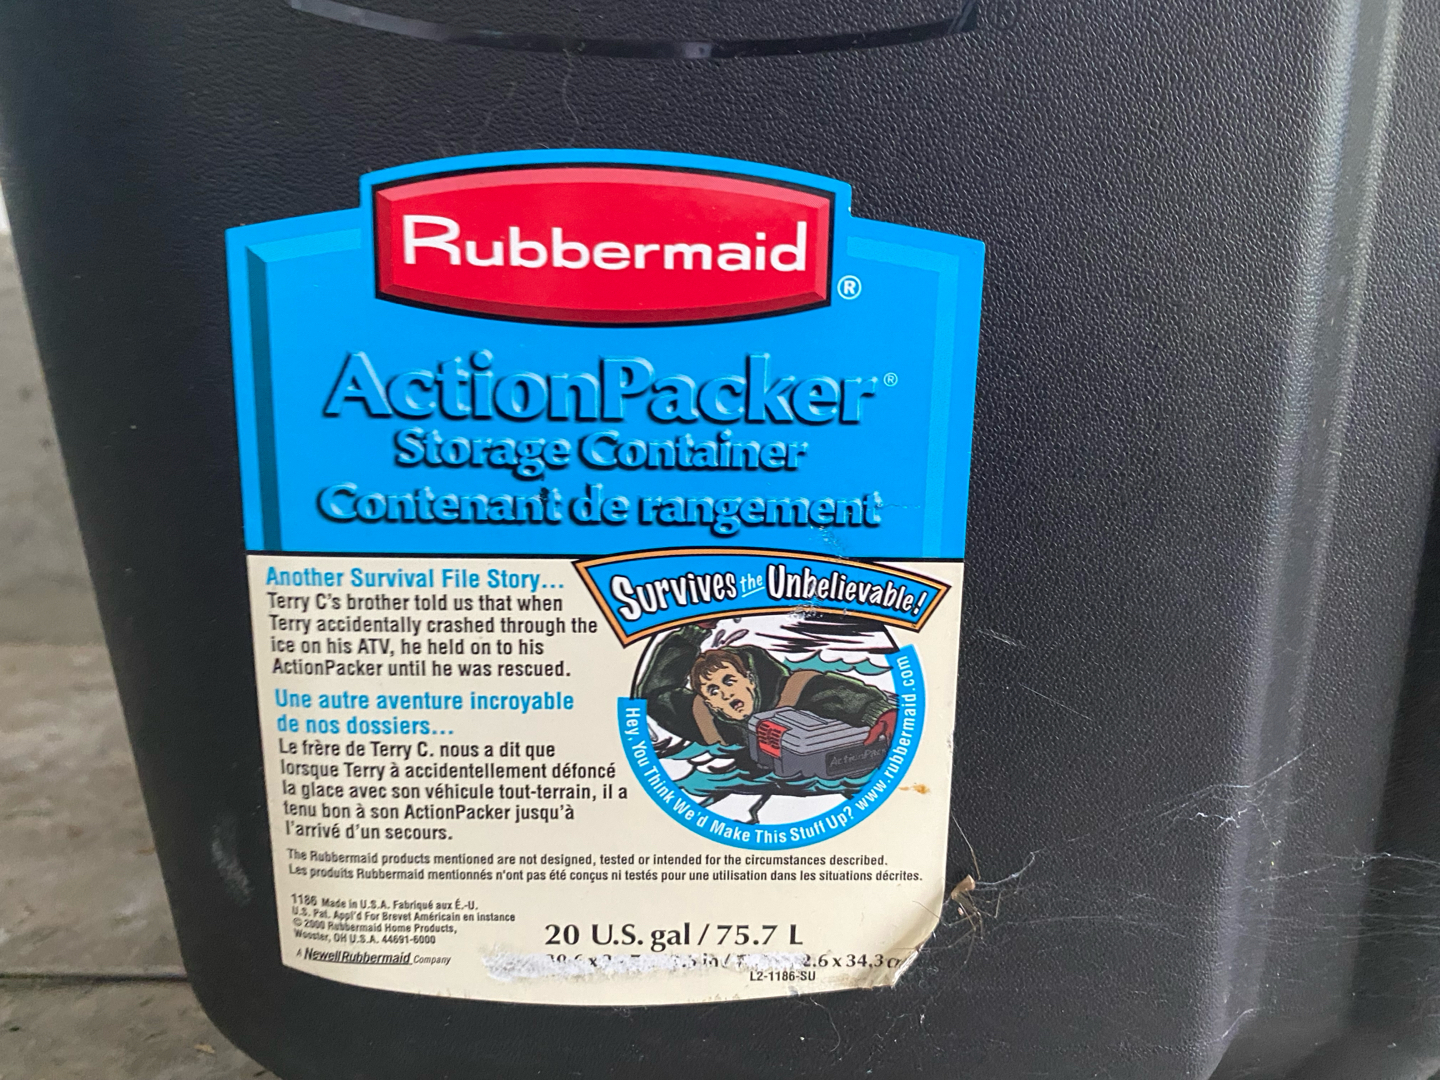 Rubbermaid
®
ActionPacker®
Storage Container
Contenant de rangement
Another Survival File Story...
Terry C's brother told us that when
Terry accidentally crashed through the
ice on his ATV, he held on to his
ActionPacker until he was rescued.
Une autre aventure incroyable
de nos dossiers...
Le frère de Terry C. nous a dit que
lorsque Terry à accidentellement défoncé
la glace avec son véhicule tout-terrain, il a
tenu bon à son ActionPacker jusqu'à
l'arrivé d'un secours.
Survives the Unbelievable!
ActionPack
Hey, You Think We'd Make This Stuff Up? www.rubbermaid.com
The Rubbermaid products mentioned are not designed, tested or intended for the circumstances described.
Les produits Rubbermaid mentionnés n'ont pas été conçus ni testés pour une utilisation dans les situations décrites.
1186 Made in U.S.A. Fabriqué aux É.-U.
U.S. Pat. Appl'd For Brevet Américain en instance
© 2000 Rubbermaid Home Products,
Wooster, OH U.S.A. 44691-6000
A NewellRubbermaid Company
20 U.S. gal / 75.7 L
in / 2.6 x 34,3
L2-1186-SU